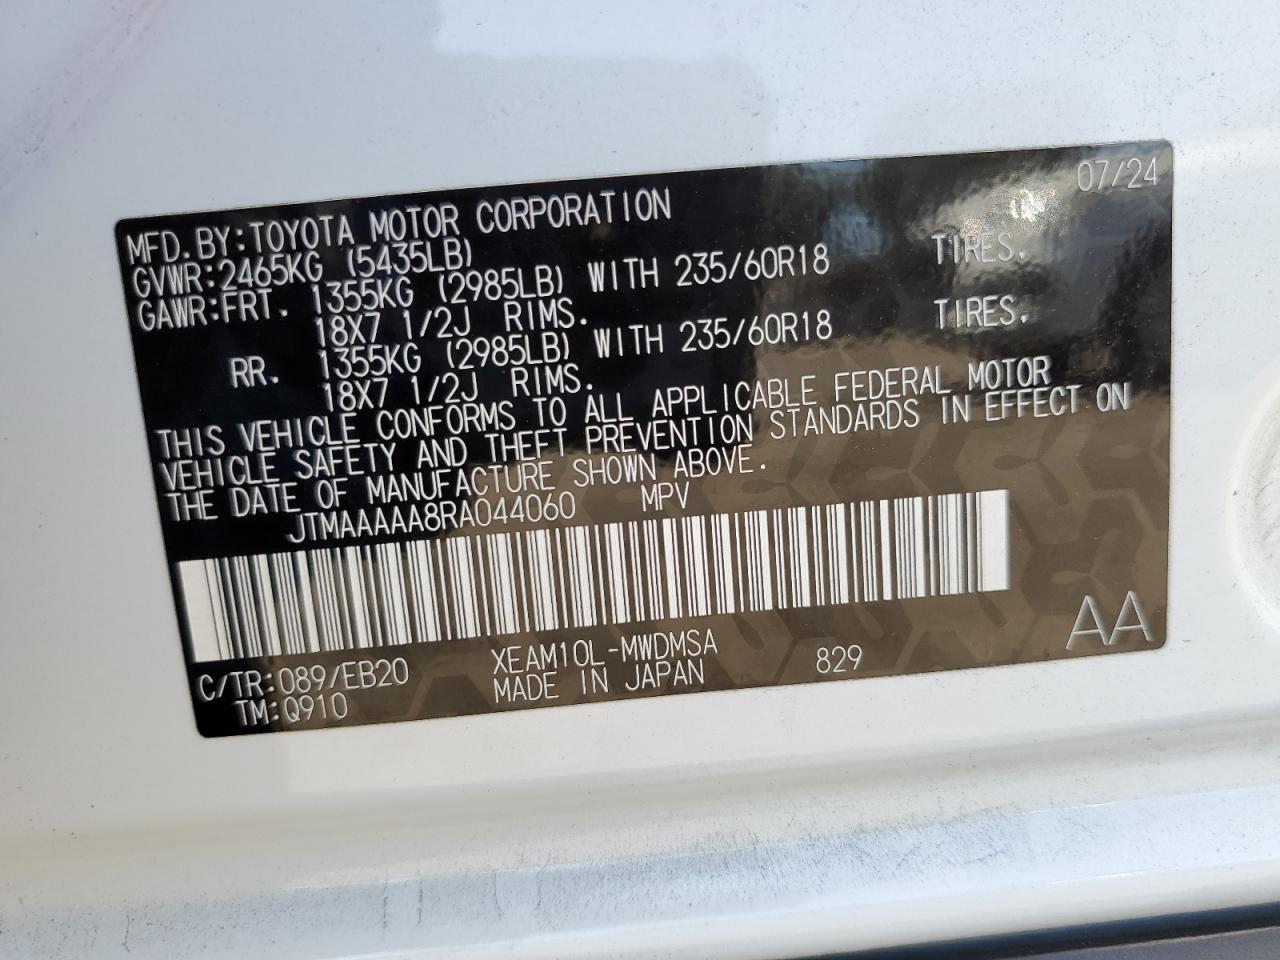 07/24
MFD.BY:TOYOTA MOTOR CORPORATION
GVWR:2465KG (5435LB)
GAWR:FRT. 1355KG (2985LB) WITH 235/60R18 TIRES.
18X7 1/2J RIMS.
RR. 1355KG (2985LB) WITH 235/60R18 TIRES.
18X7 1/2J RIMS.
THIS VEHICLE CONFORMS TO ALL APPLICABLE FEDERAL MOTOR
VEHICLE SAFETY AND THEFT PREVENTION STANDARDS IN EFFECT ON
THE DATE OF MANUFACTURE SHOWN ABOVE.
JTMAAAAA8RA044060 MPV
C/TR:089/EB20 XEAM10L-MWDMSA 829 AA
TM:Q910 MADE IN JAPAN